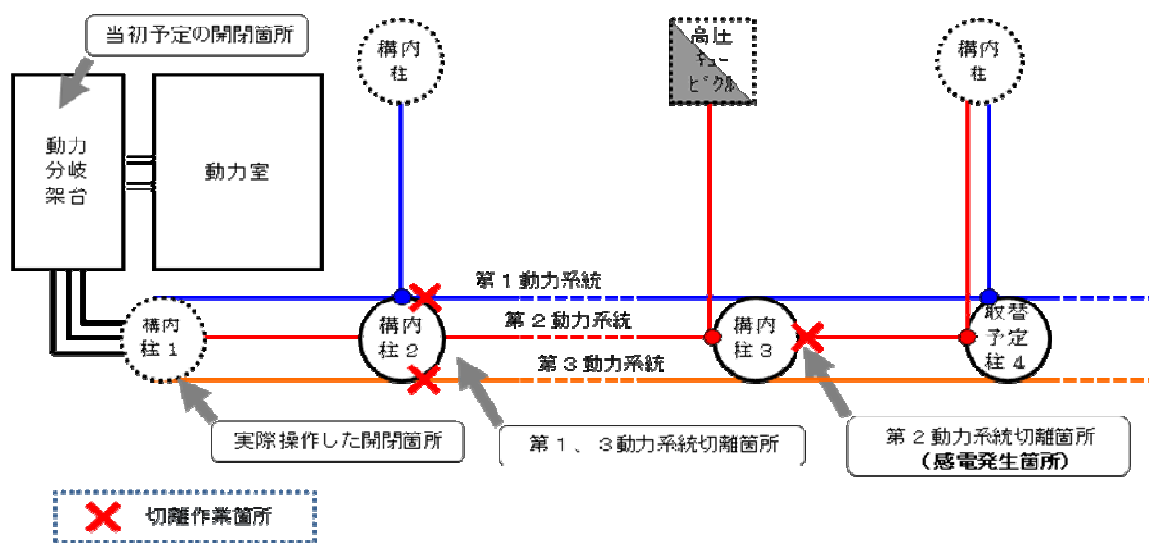 当初予定の開閉箇所
動力
分岐
架台
動力室
構内
柱
高圧
キュー
ビクル
構内
柱
第1動力系統
第2動力系統
第3動力系統
構内
柱1
構内
柱2
構内
柱3
取替
予定
柱4
実際操作した開閉箇所
第1、3動力系統切離箇所
第2動力系統切離箇所
(感電発生箇所)
切離作業箇所